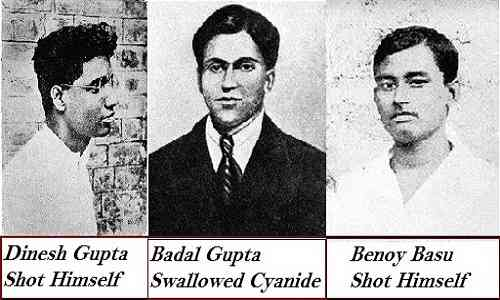 Dinesh Gupta
Shot Himself
Badal Gupta
Swallowed Cyanide
Benoy Basu
Shot Himself